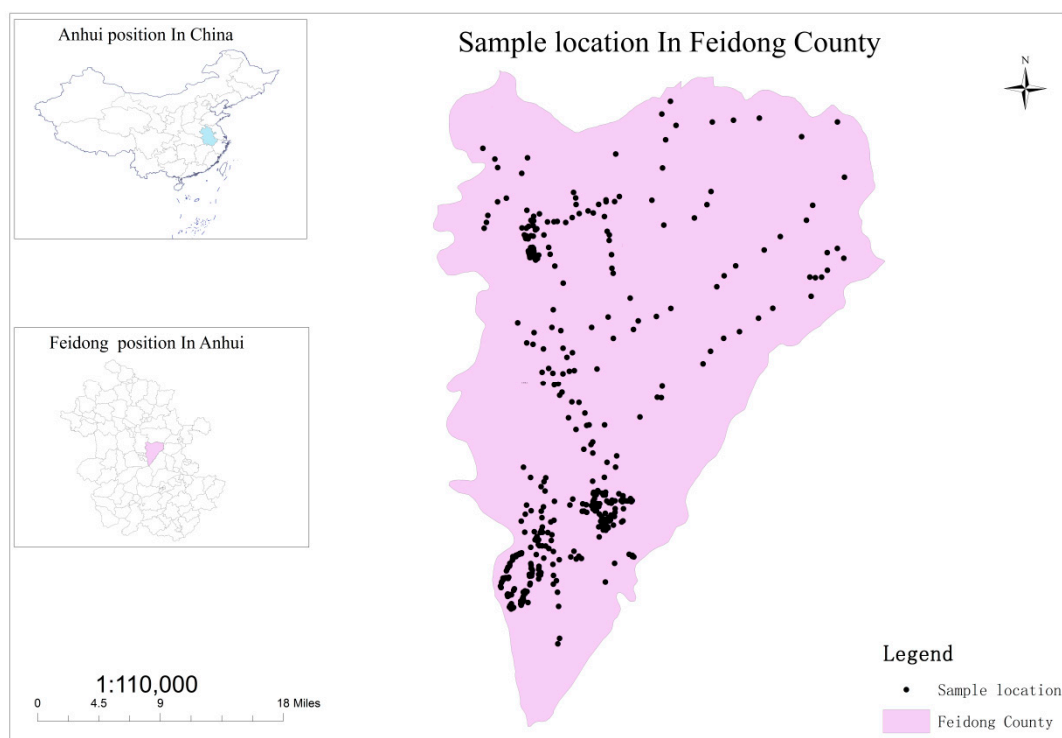 Anhui position In China
Sample location In Feidong County
N
Feidong position In Anhui
1:110,000
0 4.5 9 18 Miles
Legend
Sample location
Feidong County